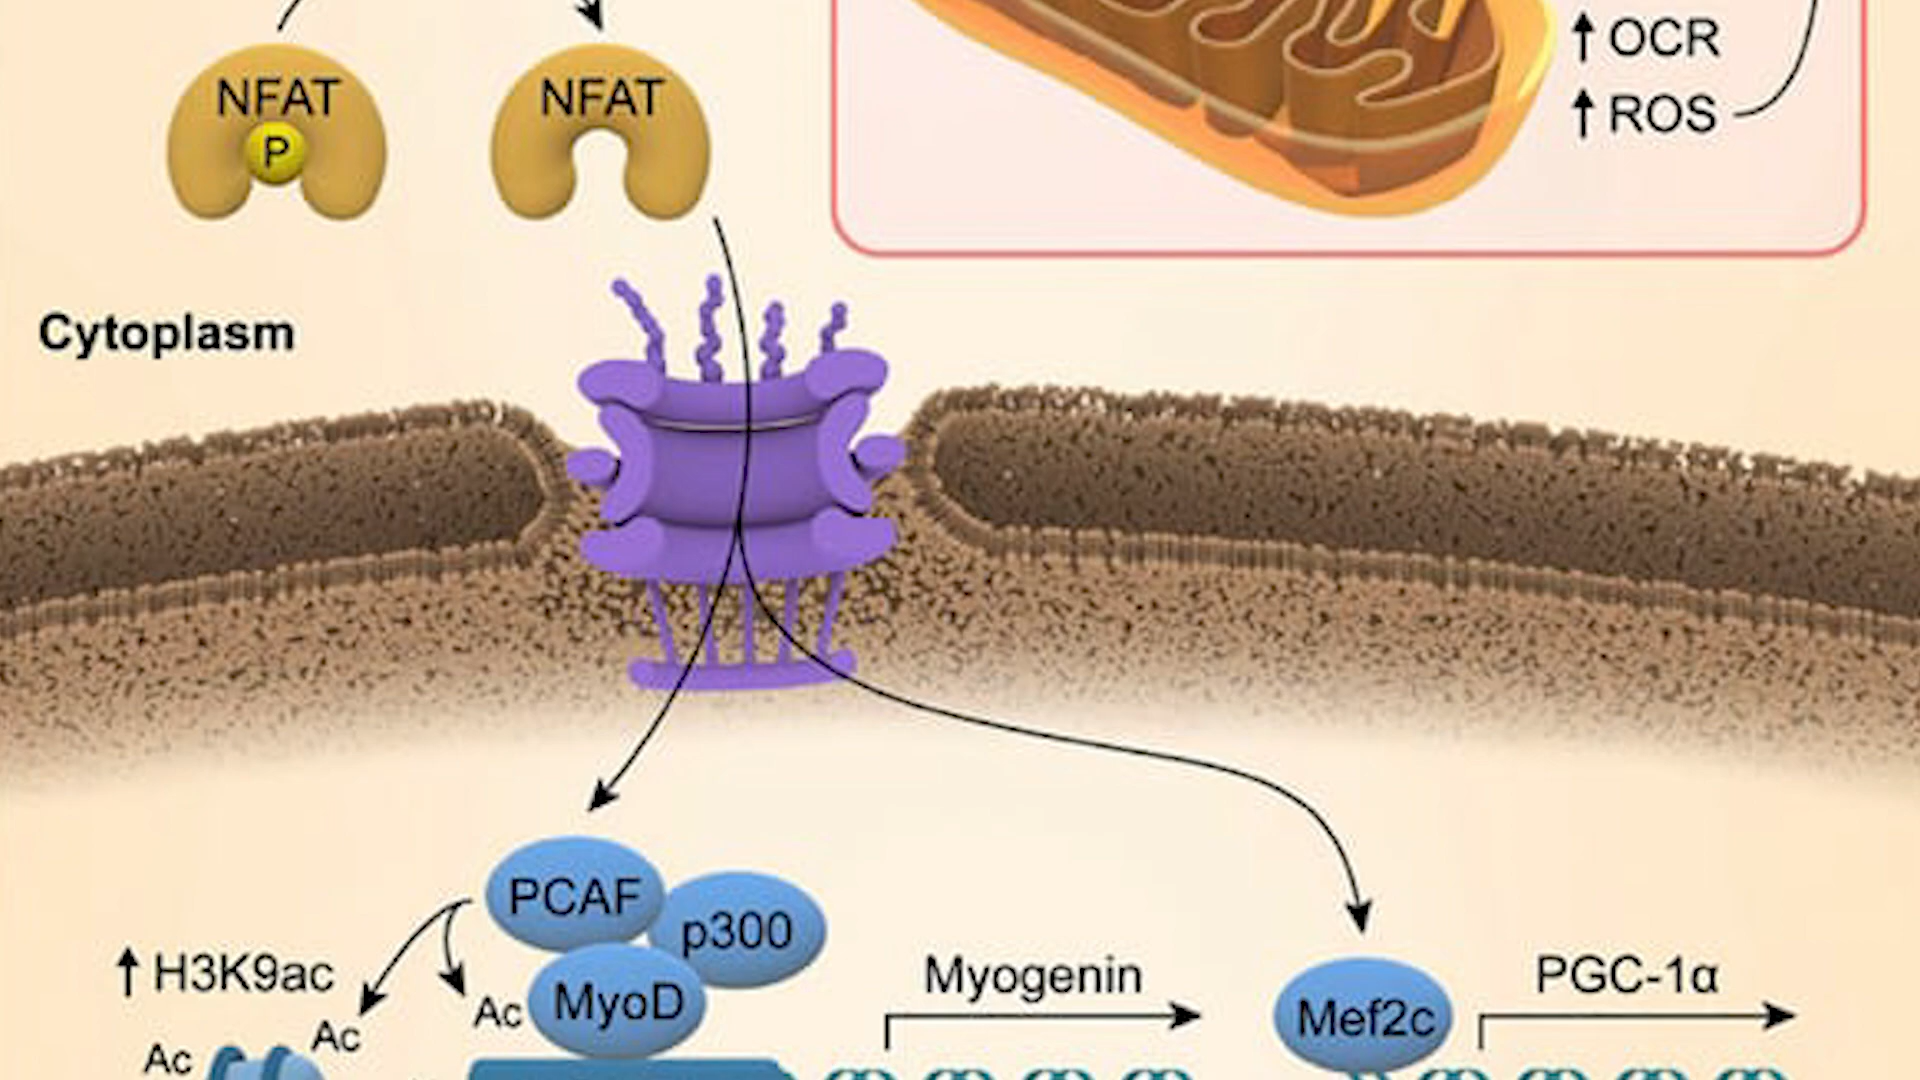 ↑ OCR
NFAT
NFAT
↑ ROS
P
Cytoplasm
PCAF
p300
↑ H3K9ac
Myogenin
PGC-1α
Ac
MyoD
Mef2c
Ac
Ac